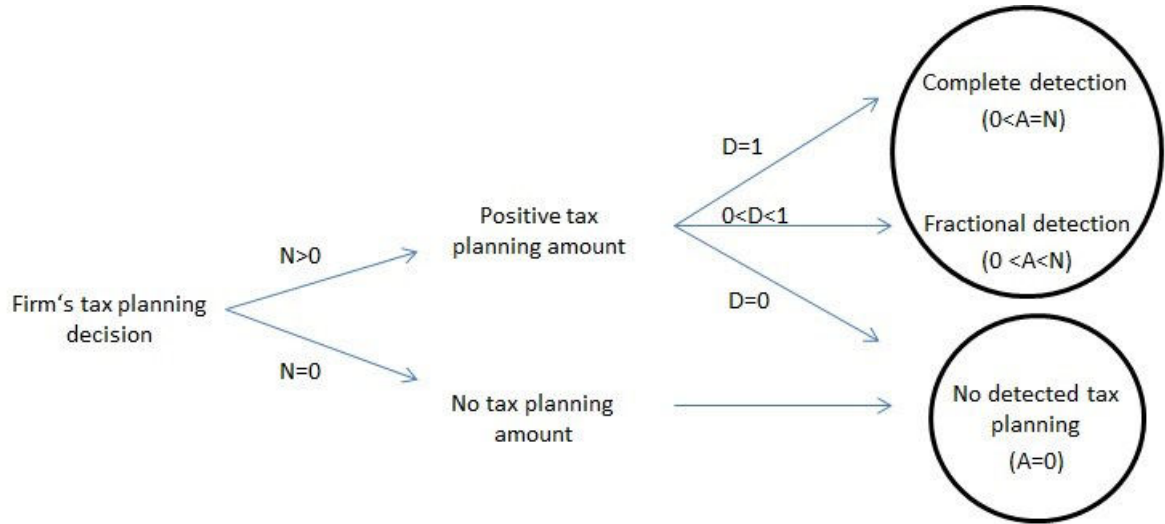 Firm‘s tax planning
decision
N>0
N=0
Positive tax
planning amount
No tax planning
amount
D=1
0<D<1
D=0
Complete detection
(0<A=N)
Fractional detection
(0 <A<N)
No detected tax
planning
(A=0)